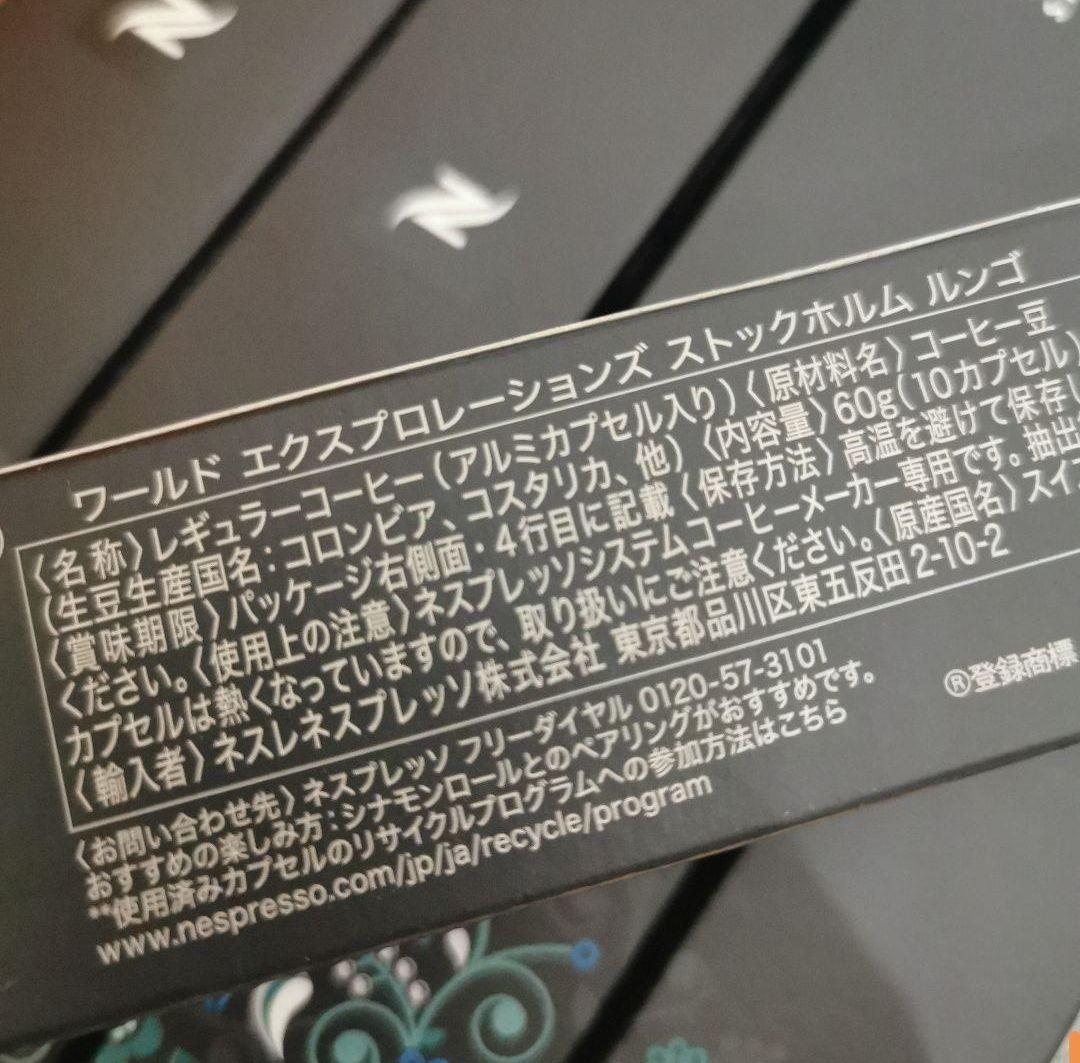 ワールド エクスプロレーションズ ストックホルム ルンゴ
〈名称〉レギュラーコーヒー(アルミカプセル入り)〈原材料名〉コーヒー豆
(生豆生産国名:コロンビア、コスタリカ、他)〈内容量〉60g(10カプセル)
〈賞味期限〉パッケージ右側面・4行目に記載〈保存方法〉高温を避けて保存し
ください。〈使用上の注意〉ネスプレッソシステムコーヒーメーカー専用です。抽出
カプセルは熱くなっていますので、取り扱いにご注意ください。〈原産国名〉スイス
〈輸入者〉ネスレネスプレッソ株式会社 東京都品川区東五反田2-10-2
〈お問い合わせ先〉ネスプレッソ フリーダイヤル 0120-57-3101
おすすめの楽しみ方:シナモンロールとのペアリングがおすすめです。
®登録商標
**使用済みカプセルのリサイクルプログラムへの参加方法はこちら
www.nespresso.com/jp/ja/recycle/program